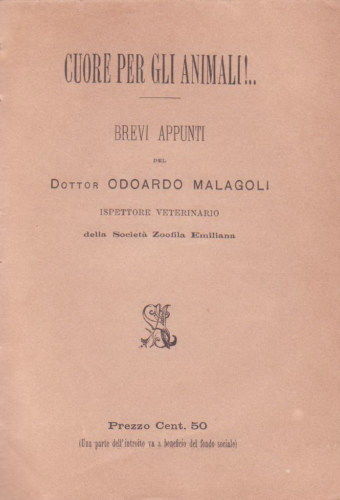 CUORE PER GLI ANIMALI!..
BREVI APPUNTI
DEL
DOTTOR ODOARDO MALAGOLI
ISPETTORE VETERINARIO
della Società Zoofila Emiliana
Prezzo Cent. 50
(Una parte dell'introito va a beneficio del fondo sociale)